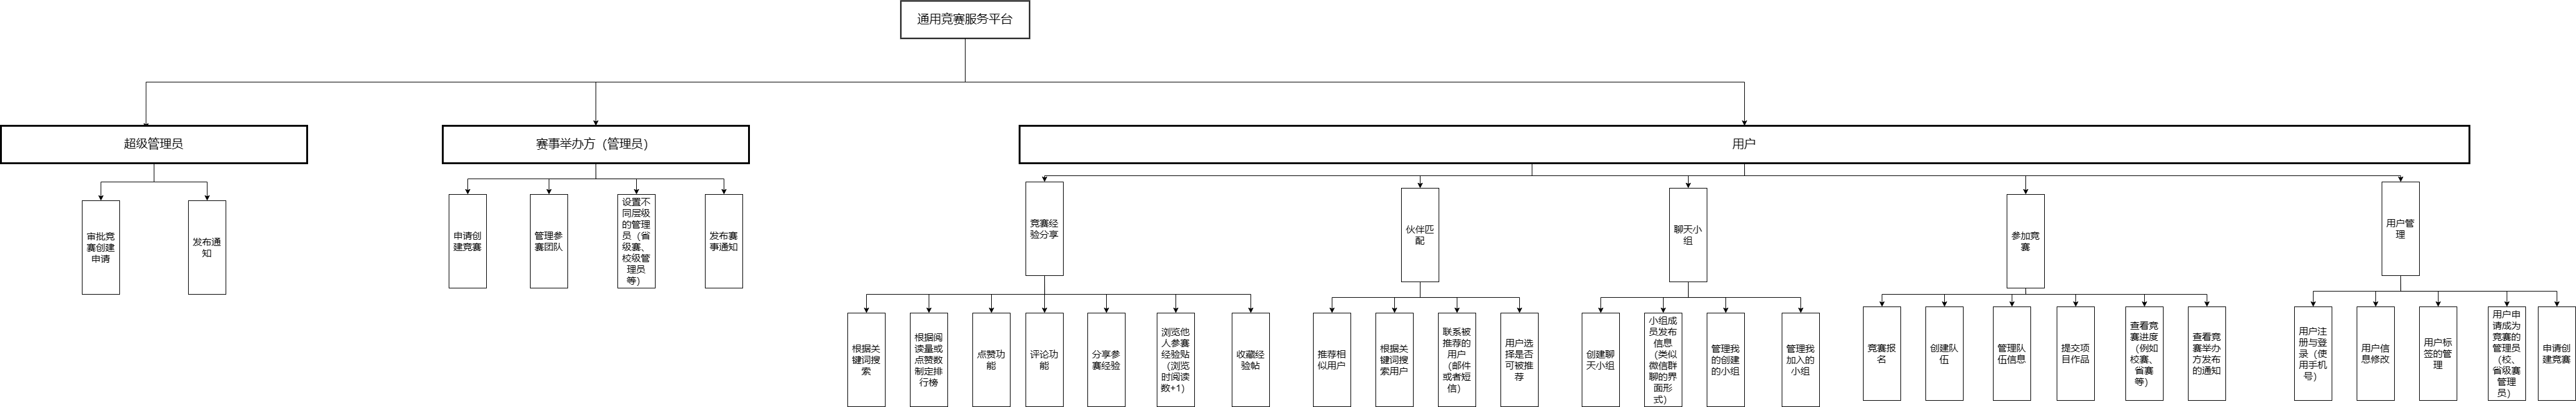 通用竞赛服务平台
超级管理员
赛事举办方（管理员）
用户
审批竞
赛创建
申请
发布通
知
申请创
建竞赛
管理参
赛团队
设置不
同层级
的管理
员（省
级赛、
校级管
理员
等）
发布赛
事通知
竞赛经
验分享
伙伴匹
配
聊天小
组
参加竞
赛
用户管
理
根据关
键词搜
索
根据阅
读量或
点赞数
制定排
行榜
点赞功
能
评论功
能
分享参
赛经验
浏览他
人参赛
经验贴
（浏览
时阅读
数+1）
收藏经
验帖
推荐相
似用户
根据关
键词搜
索用户
联系被
推荐的
用户
（邮件
或者短
信）
用户选
择是否
可被推
荐
创建聊
天小组
小组成
员发布
信息
（类似
微信群
聊的界
面形
式）
管理我
的创建
的小组
管理我
加入的
小组
竞赛报
名
创建队
伍
管理队
伍信息
提交项
目作品
查看竞
赛进度
（例如
校赛、
省赛
等）
查看竞
赛举办
方发布
的通知
用户注
册与登
录（使
用手机
号）
用户信
息修改
用户标
签的管
理
用户申
请成为
竞赛的
管理员
（校、
省级赛
管理
员）
申请创
建竞赛